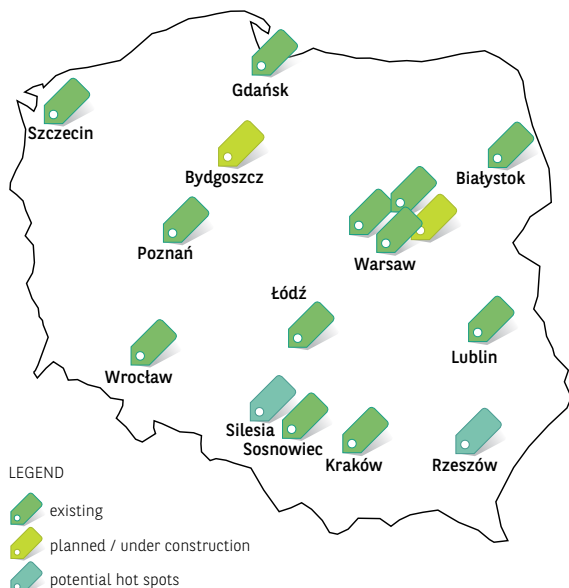 Gdańsk
Szczecin
Bydgoszcz
Białystok
Poznań
Warsaw
Łódź
Lublin
Wrocław
Silesia
Sosnowiec
Kraków
Rzeszów
LEGEND
existing
planned / under construction
potential hot spots